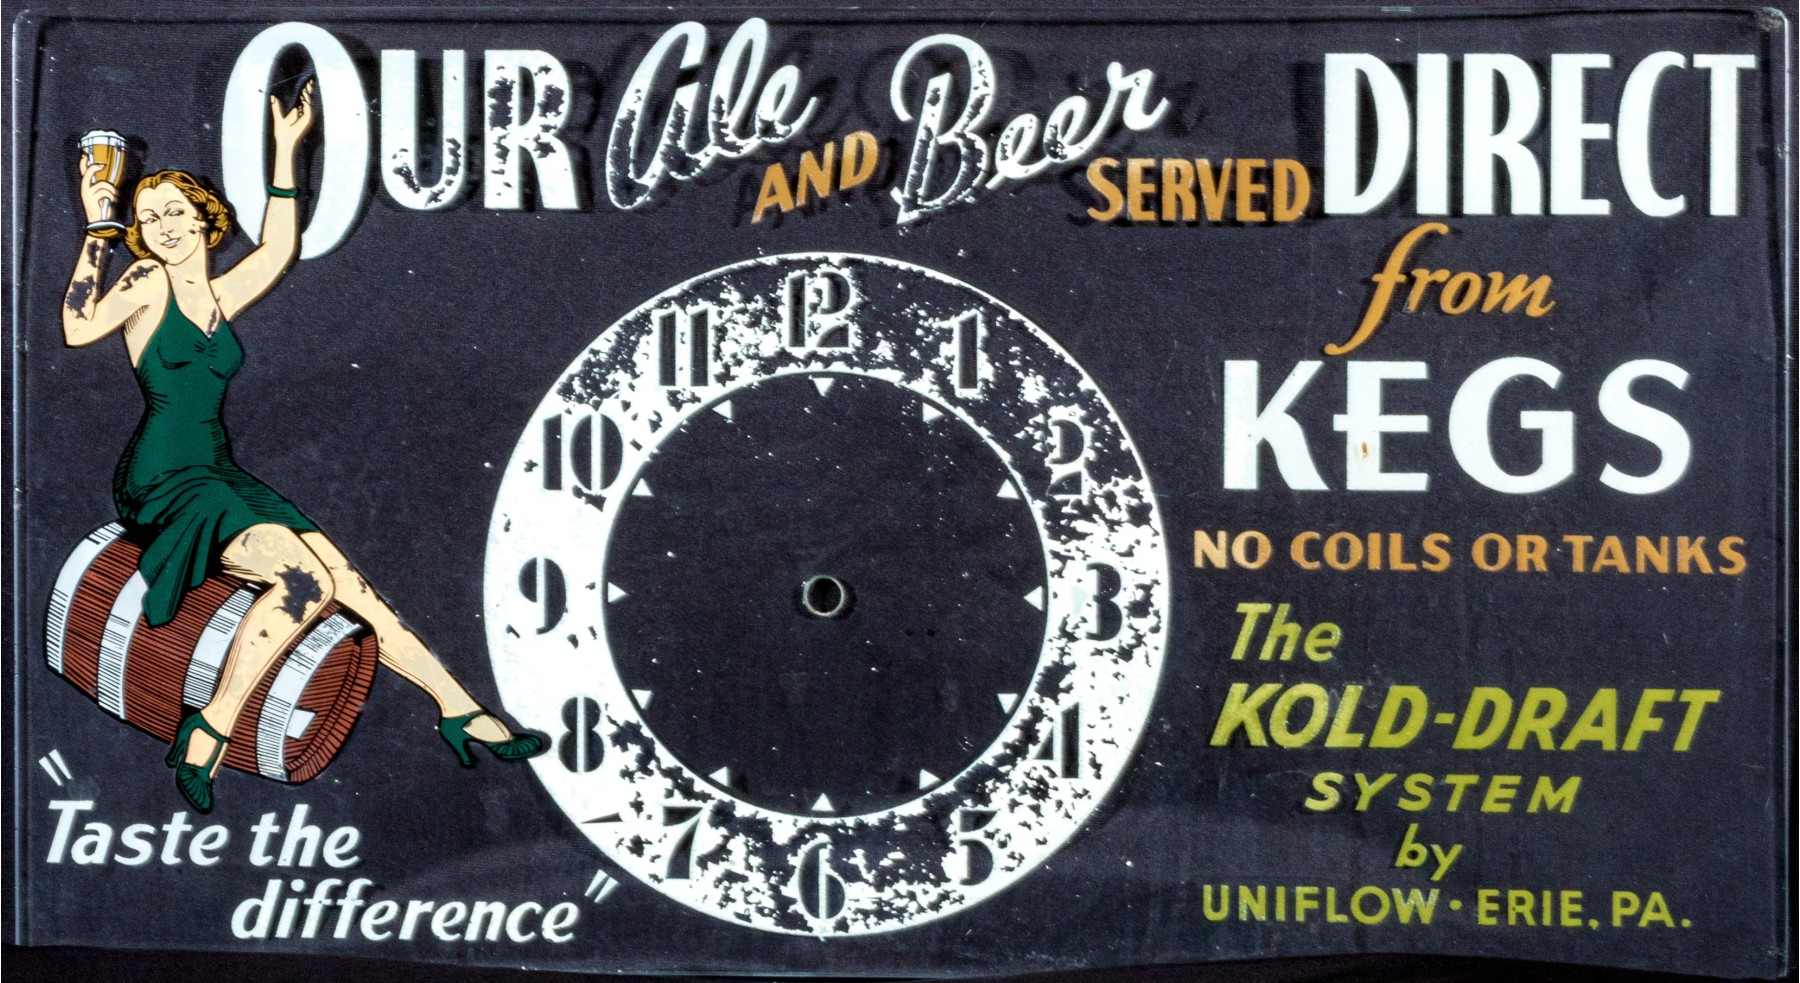 OUR Ale AND Beer SERVED DIRECT
from
KEGS
NO COILS OR TANKS
The
KOLD-DRAFT
SYSTEM
by
UNIFLOW · ERIE, PA.
"Taste the
difference"
12
1
2
3
4
5
6
7
8
9
10
11